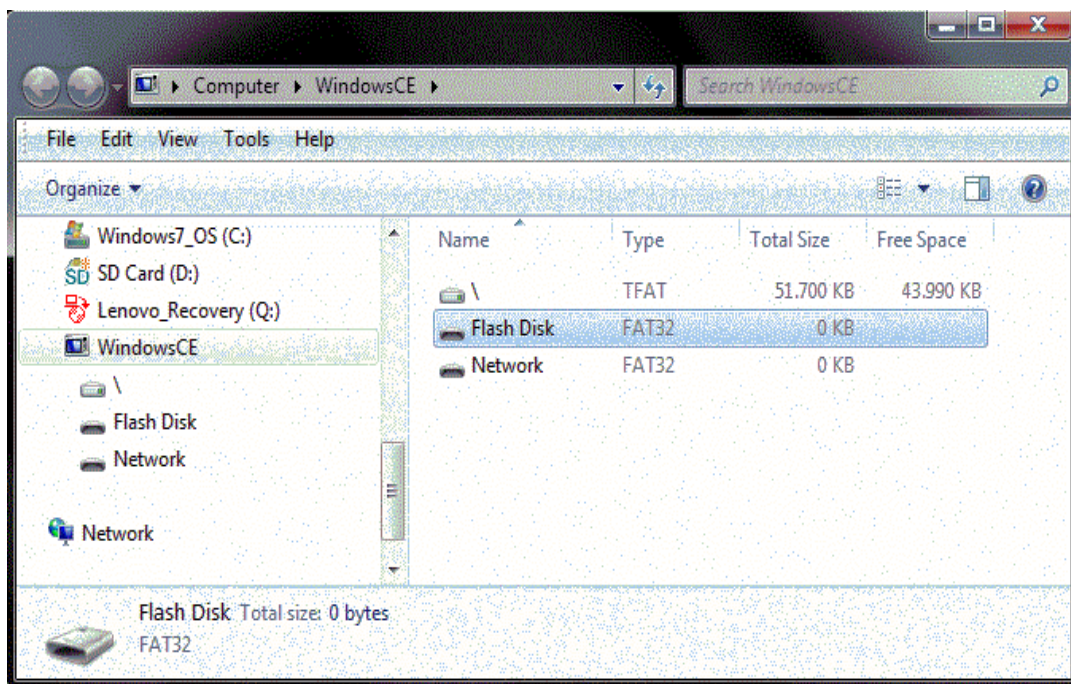 Computer WindowsCE Search WindowsCE
File Edit View Tools Help
Organize
Windows7_OS (C:)
SD Card (D:)
Lenovo_Recovery (Q:)
WindowsCE
\
Flash Disk
Network
Network
Name Type Total Size Free Space
\ TFAT 51.700 KB 43.990 KB
Flash Disk FAT32 0 KB
Network FAT32 0 KB
Flash Disk Total size: 0 bytes
FAT32